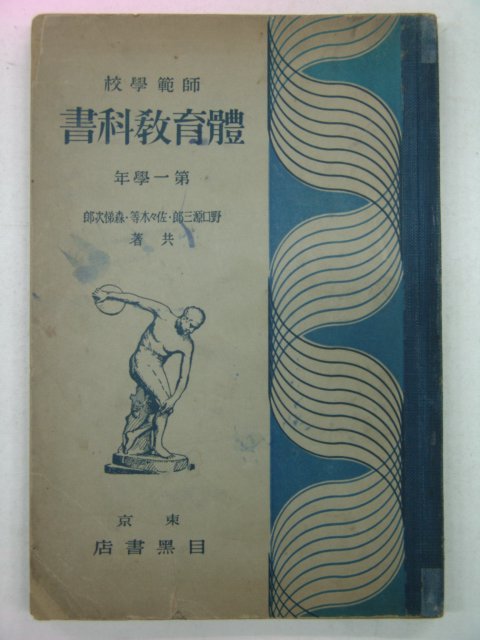 師範學校
體育敎科書
第一學年
野口源三郎・佐々木等・森悌次郎
共著
東京
目黑書店